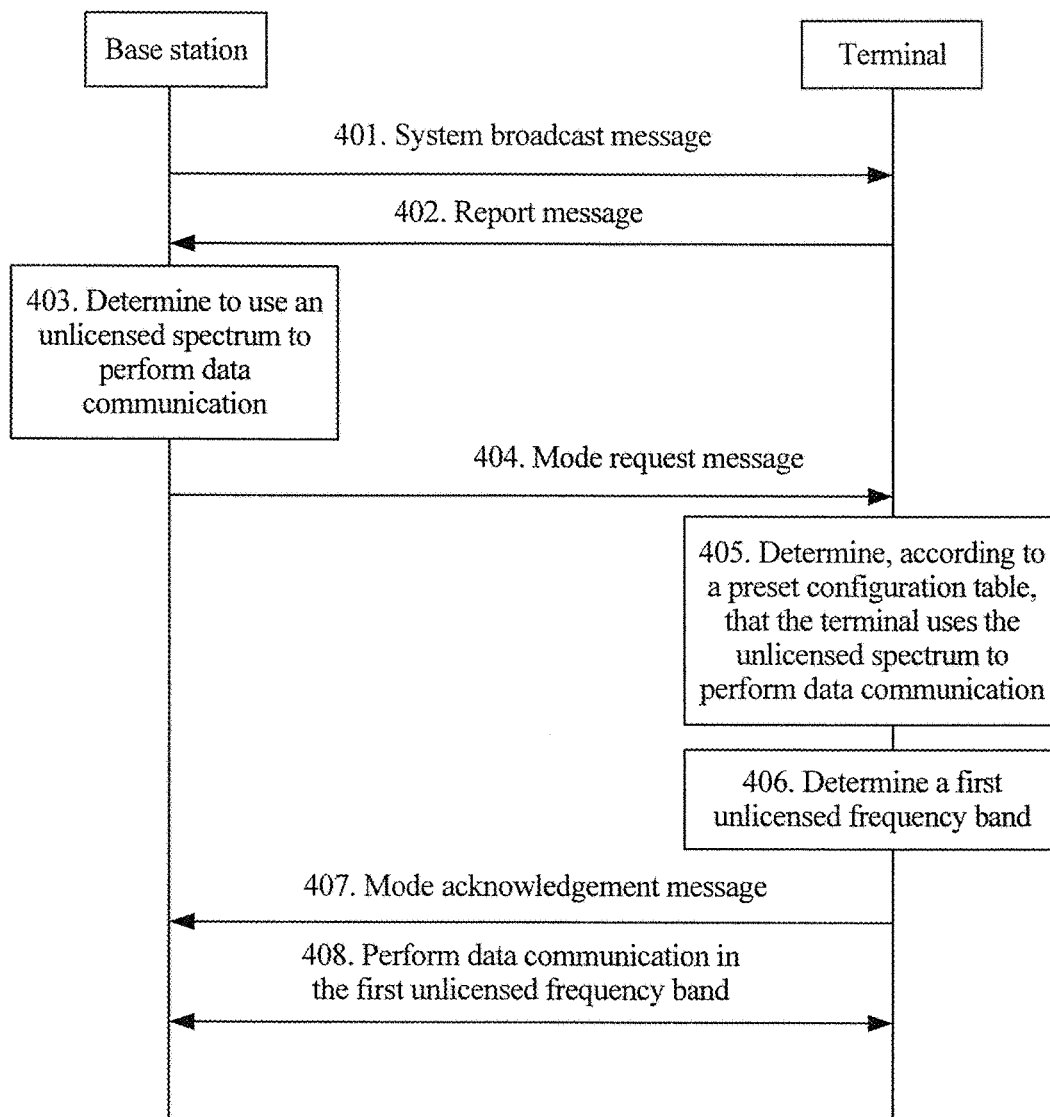 Base station
Terminal
401. System broadcast message
402. Report message
403. Determine to use an
unlicensed spectrum to
perform data
communication
404. Mode request message
405. Determine, according to
a preset configuration table,
that the terminal uses the
unlicensed spectrum to
perform data communication
406. Determine a first
unlicensed frequency band
407. Mode acknowledgement message
408. Perform data communication in
the first unlicensed frequency band